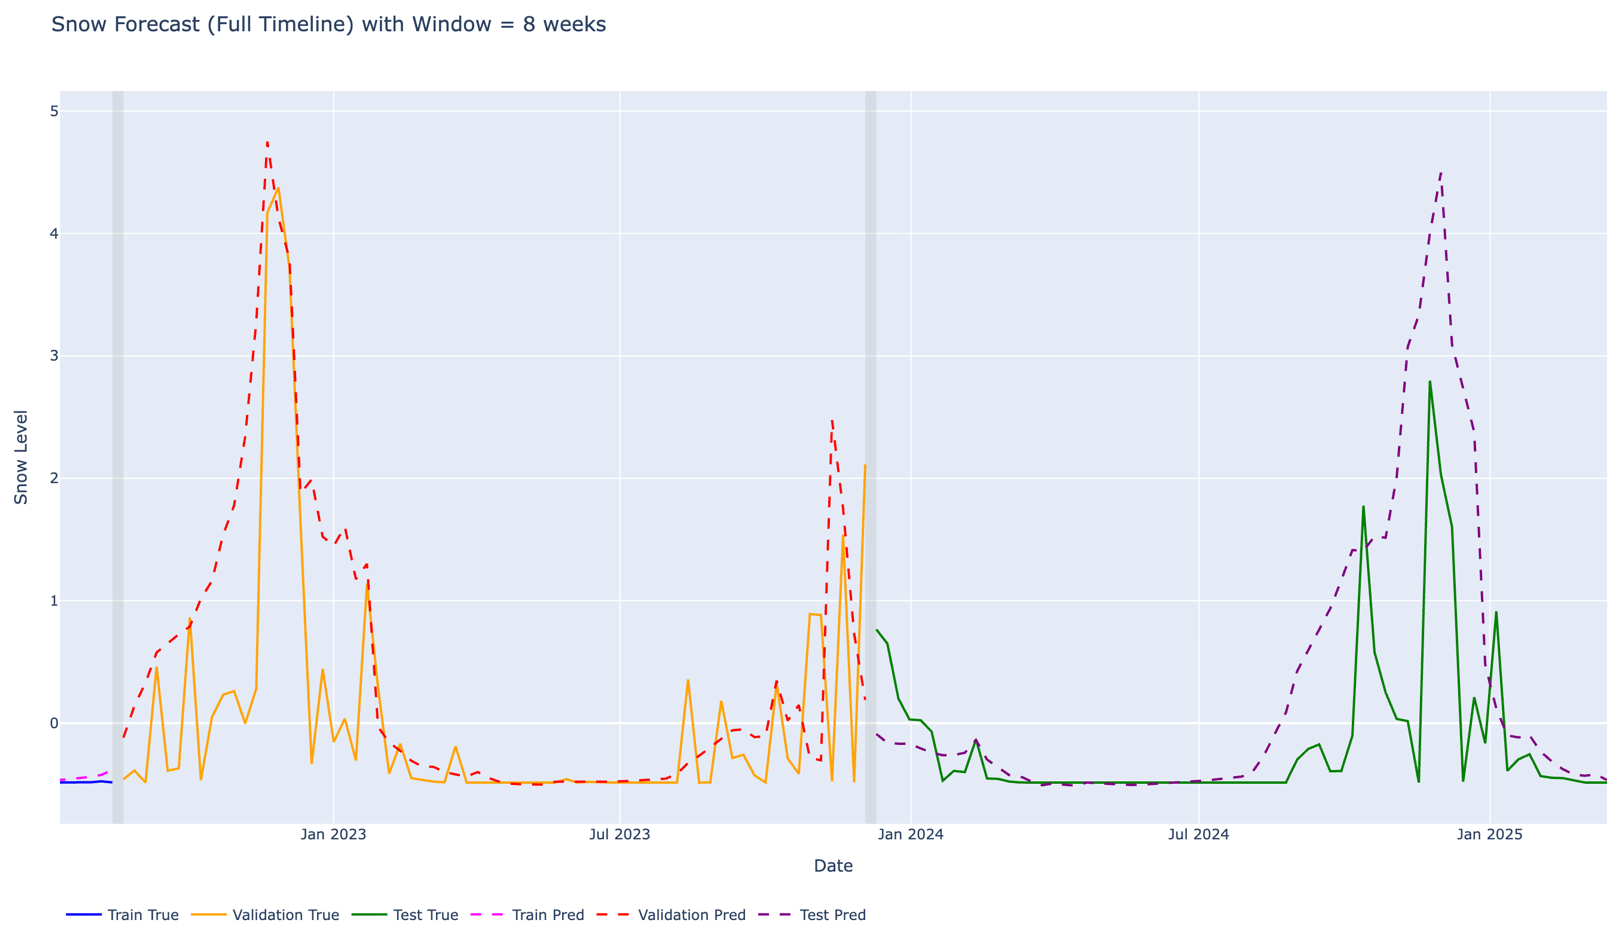 Snow Forecast (Full Timeline) with Window = 8 weeks
5
4
3
2
1
0
Snow Level
Jan 2023
Jul 2023
Jan 2024
Jul 2024
Jan 2025
Date
Train True
Validation True
Test True
Train Pred
Validation Pred
Test Pred